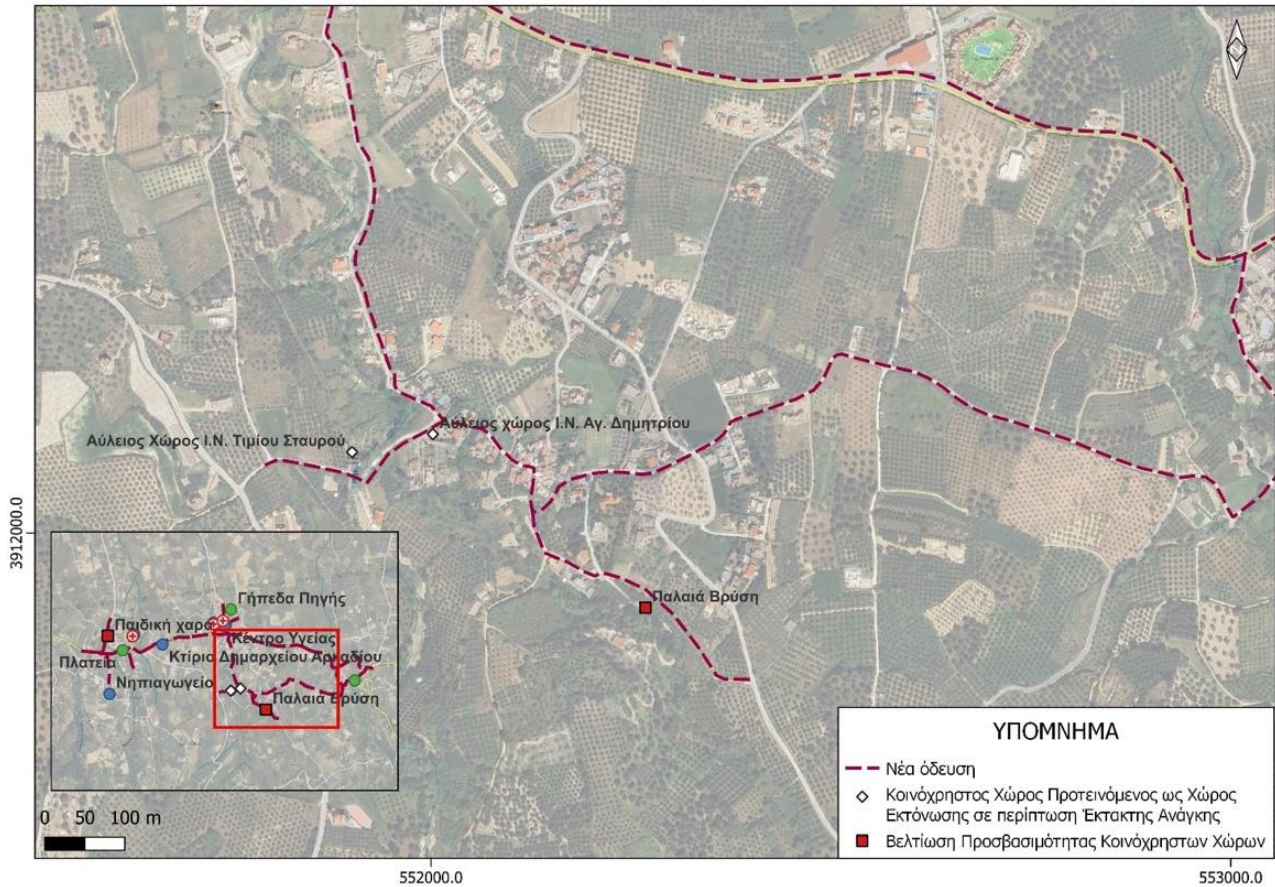 Αύλειος Χώρος Ι.Ν. Τιμίου Σταυρού
Αύλειος χώρος Ι.Ν. Αγ. Δημητρίου
Παλαιά Βρύση
3912000.0
Γήπεδα Πηγής
Παιδική χαρά
Κέντρο Υγείας
Πλατεία
Κτίριο Δημαρχείου Αρκαδίου
Νηπιαγωγείο
Παλαιά Βρύση
0 50 100 m
ΥΠΟΜΝΗΜΑ
Νέα όδευση
Κοινόχρηστος Χώρος Προτεινόμενος ως Χώρος
Εκτόνωσης σε περίπτωση Έκτακτης Ανάγκης
Βελτίωση Προσβασιμότητας Κοινόχρηστων Χώρων
552000.0
553000.0